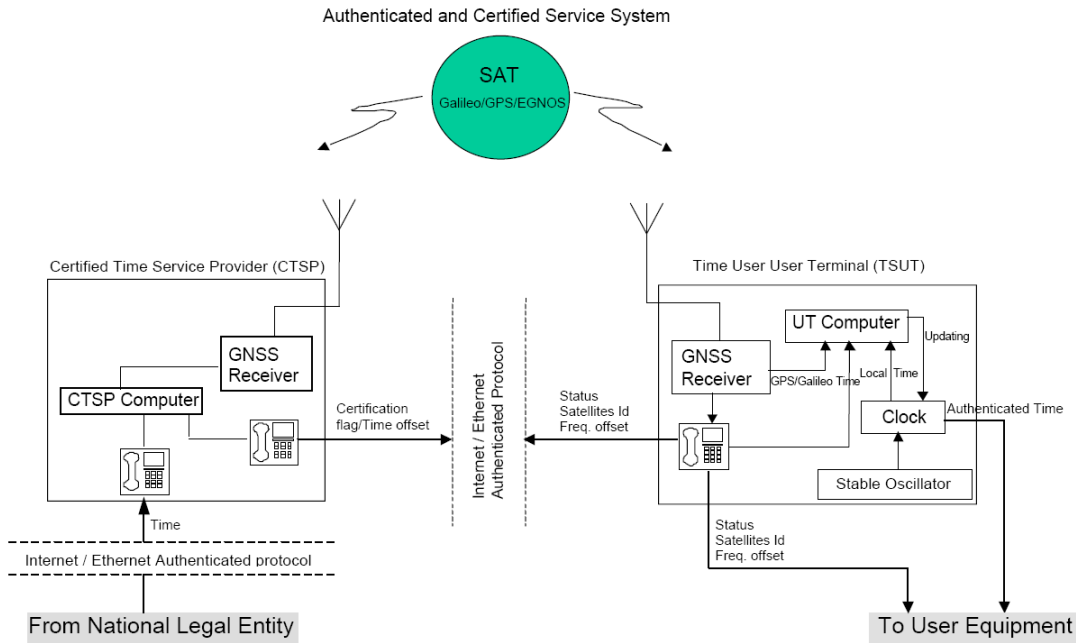 Authenticated and Certified Service System
SAT
Galileo/GPS/EGNOS
Certified Time Service Provider (CTSP)
GNSS
Receiver
CTSP Computer
Certification
flag/Time offset
Time
Internet / Ethernet Authenticated protocol
From National Legal Entity
Internet / Ethernet
Authenticated Protocol
Time User User Terminal (TSUT)
UT Computer
Updating
GNSS
Receiver
GPS/Galileo Time
Local Time
Status
Satellites Id
Freq. offset
Clock
Authenticated Time
Stable Oscillator
Status
Satellites Id
Freq. offset
To User Equipment